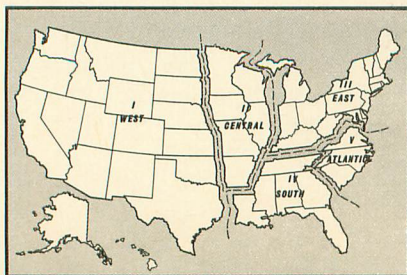 I
WEST
II
CENTRAL
III
EAST
IV
SOUTH
V
ATLANTIC